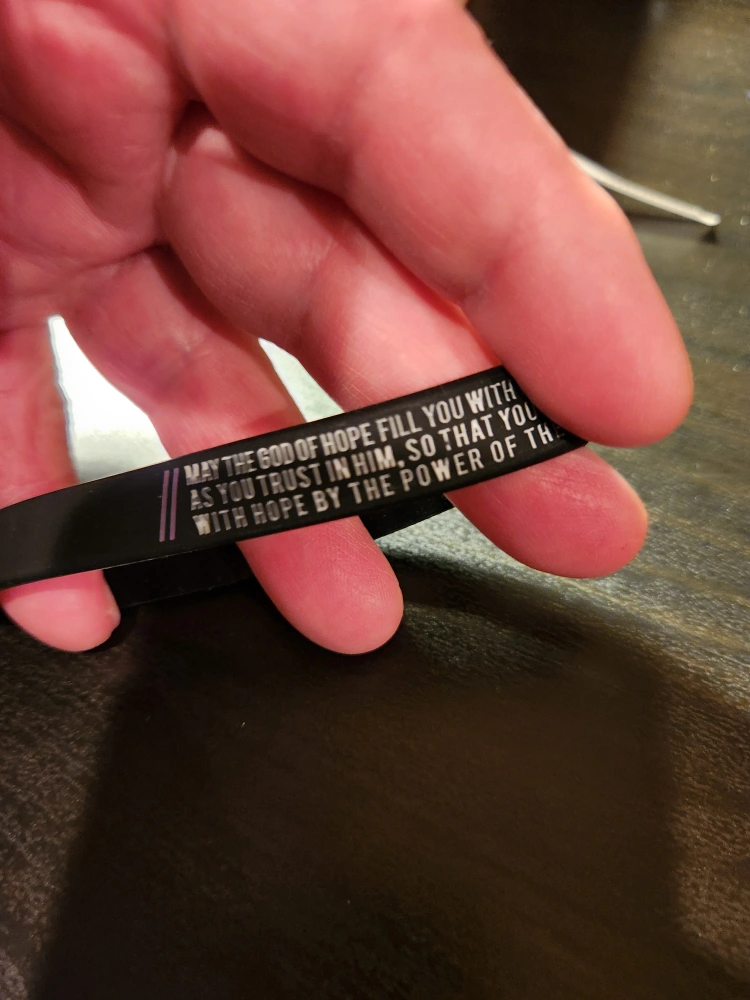 MAY THE GOD OF HOPE FILL YOU WITH
AS YOU TRUST IN HIM, SO THAT YOU
WITH HOPE BY THE POWER OF THE